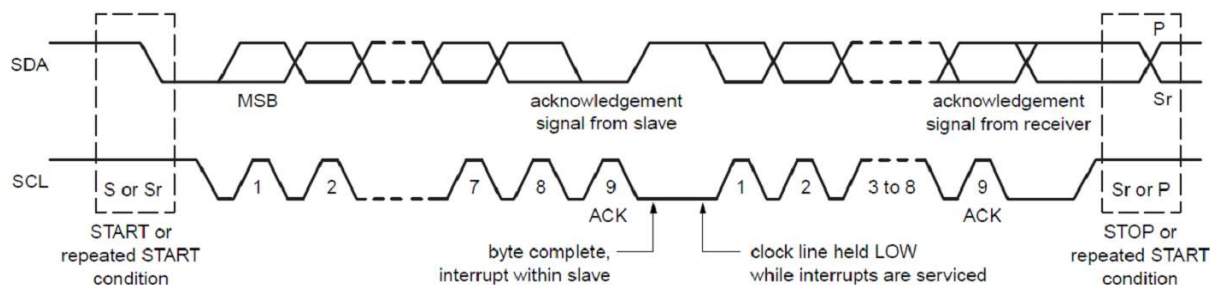 P
SDA
MSB
acknowledgement
signal from slave
acknowledgement
signal from receiver
Sr
SCL
S or Sr
1
2
7
8
9
1
2
3 to 8
9
Sr or P
ACK
ACK
START or
repeated START
condition
byte complete,
interrupt within slave
clock line held LOW
while interrupts are serviced
STOP or
repeated START
condition